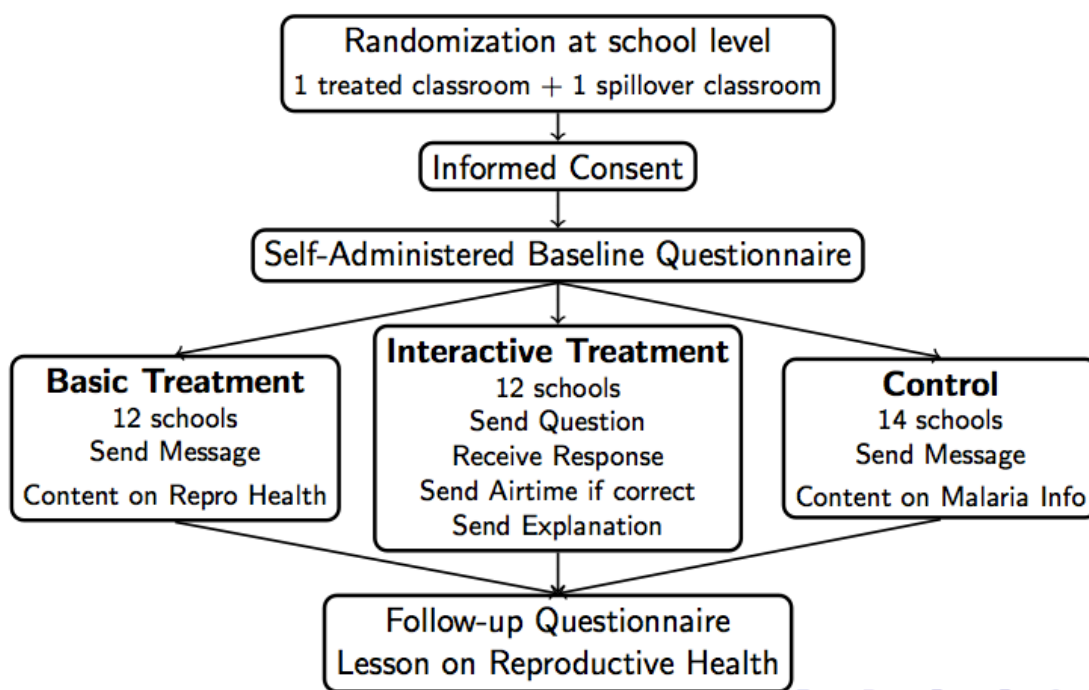 Randomization at school level
1 treated classroom + 1 spillover classroom
Informed Consent
Self-Administered Baseline Questionnaire
Basic Treatment
12 schools
Send Message
Content on Repro Health
Interactive Treatment
12 schools
Send Question
Receive Response
Send Airtime if correct
Send Explanation
Control
14 schools
Send Message
Content on Malaria Info
Follow-up Questionnaire
Lesson on Reproductive Health